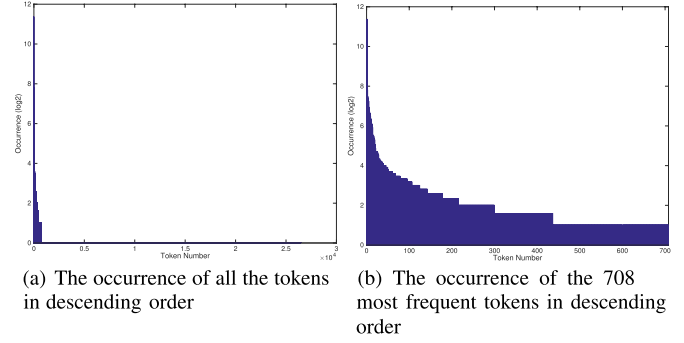 12
10
8
6
4
2
0
Occurrence (log2)
0 0.5 1 1.5 2 2.5 3
Token Number
×10⁴
(a) The occurrence of all the tokens
in descending order
12
10
8
6
4
2
0
Occurrence (log2)
0 100 200 300 400 500 600 700
Token Number
(b) The occurrence of the 708
most frequent tokens in descending
order